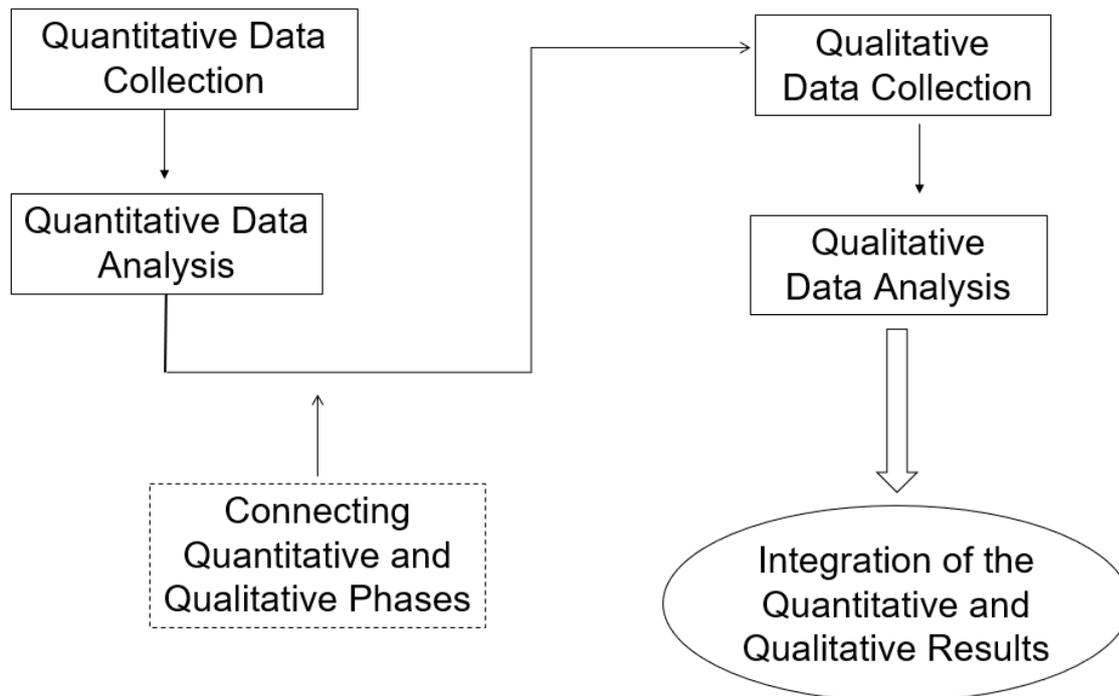 Quantitative Data
Collection
Quantitative Data
Analysis
Connecting
Quantitative and
Qualitative Phases
Qualitative
Data Collection
Qualitative
Data Analysis
Integration of the
Quantitative and
Qualitative Results